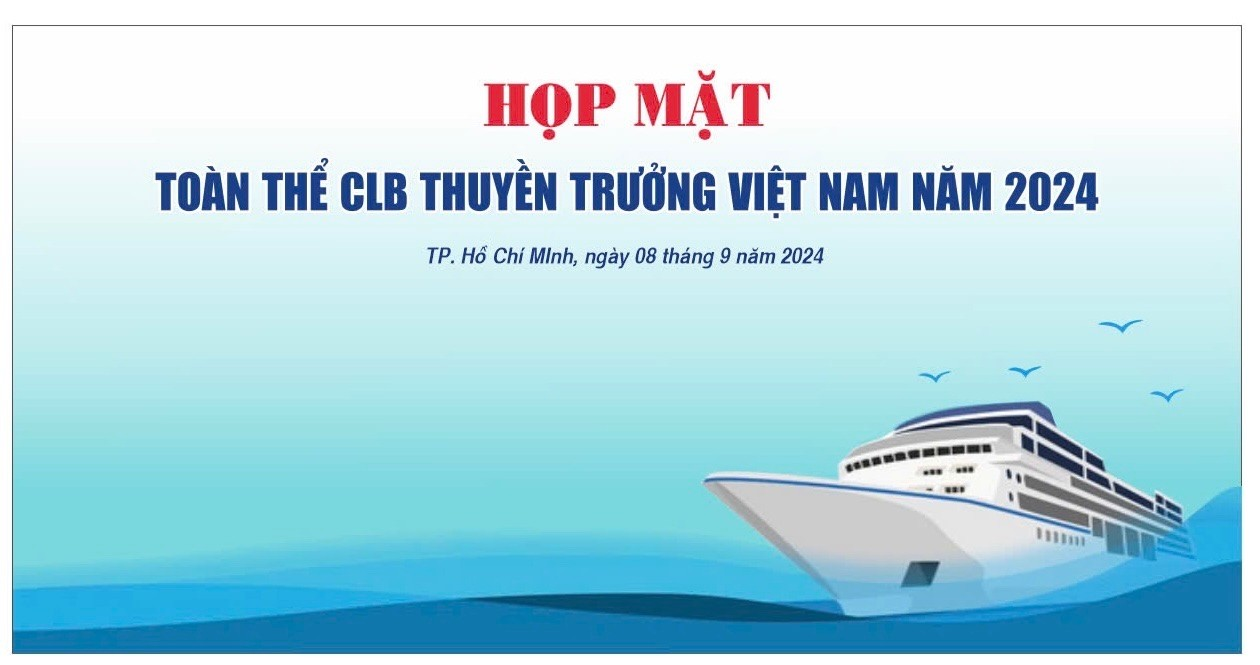 HỌP MẶT
TOÀN THỂ CLB THUYỀN TRƯỞNG VIỆT NAM NĂM 2024
TP. Hồ Chí MInh, ngày 08 tháng 9 năm 2024